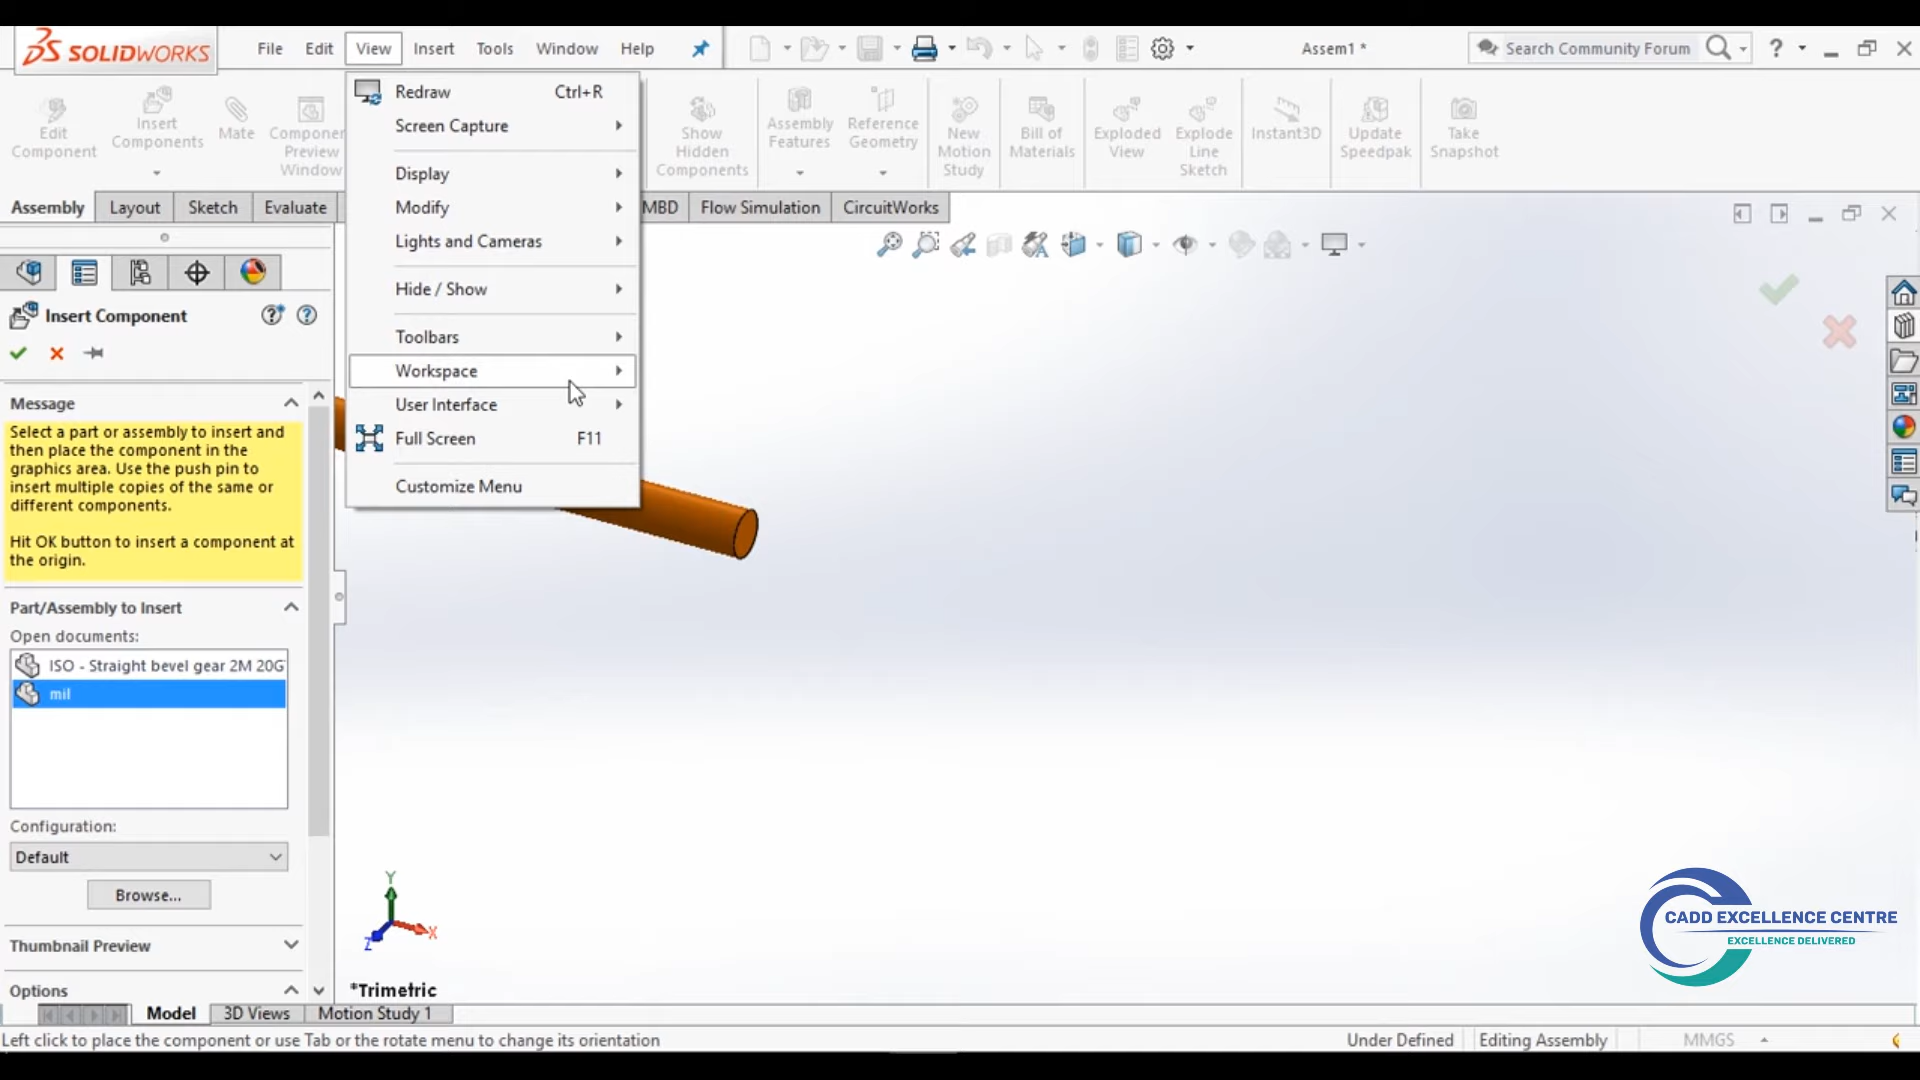 SOLIDWORKS
File Edit View Insert Tools Window Help
Assem1 *
Search Community Forum
?
Edit Component
Insert Components
Mate
Component Preview Window
Show Hidden Components
Assembly Features
Reference Geometry
New Motion Study
Bill of Materials
Exploded View
Explode Line Sketch
Instant3D
Update Speedpak
Take Snapshot
Redraw Ctrl+R
Screen Capture
Display
Modify
Lights and Cameras
Hide / Show
Toolbars
Workspace
User Interface
Full Screen F11
Customize Menu
Assembly Layout Sketch Evaluate MBD Flow Simulation CircuitWorks
Insert Component
Message
Select a part or assembly to insert and
then place the component in the
graphics area. Use the push pin to
insert multiple copies of the same or
different components.
Hit OK button to insert a component at
the origin.
Part/Assembly to Insert
Open documents:
ISO - Straight bevel gear 2M 20G
mil
Configuration:
Default
Browse...
Thumbnail Preview
Options
Y
X
Z
*Trimetric
CADD EXCELLENCE CENTRE
EXCELLENCE DELIVERED
Model 3D Views Motion Study 1
Left click to place the component or use Tab or the rotate menu to change its orientation
Under Defined Editing Assembly MMGS